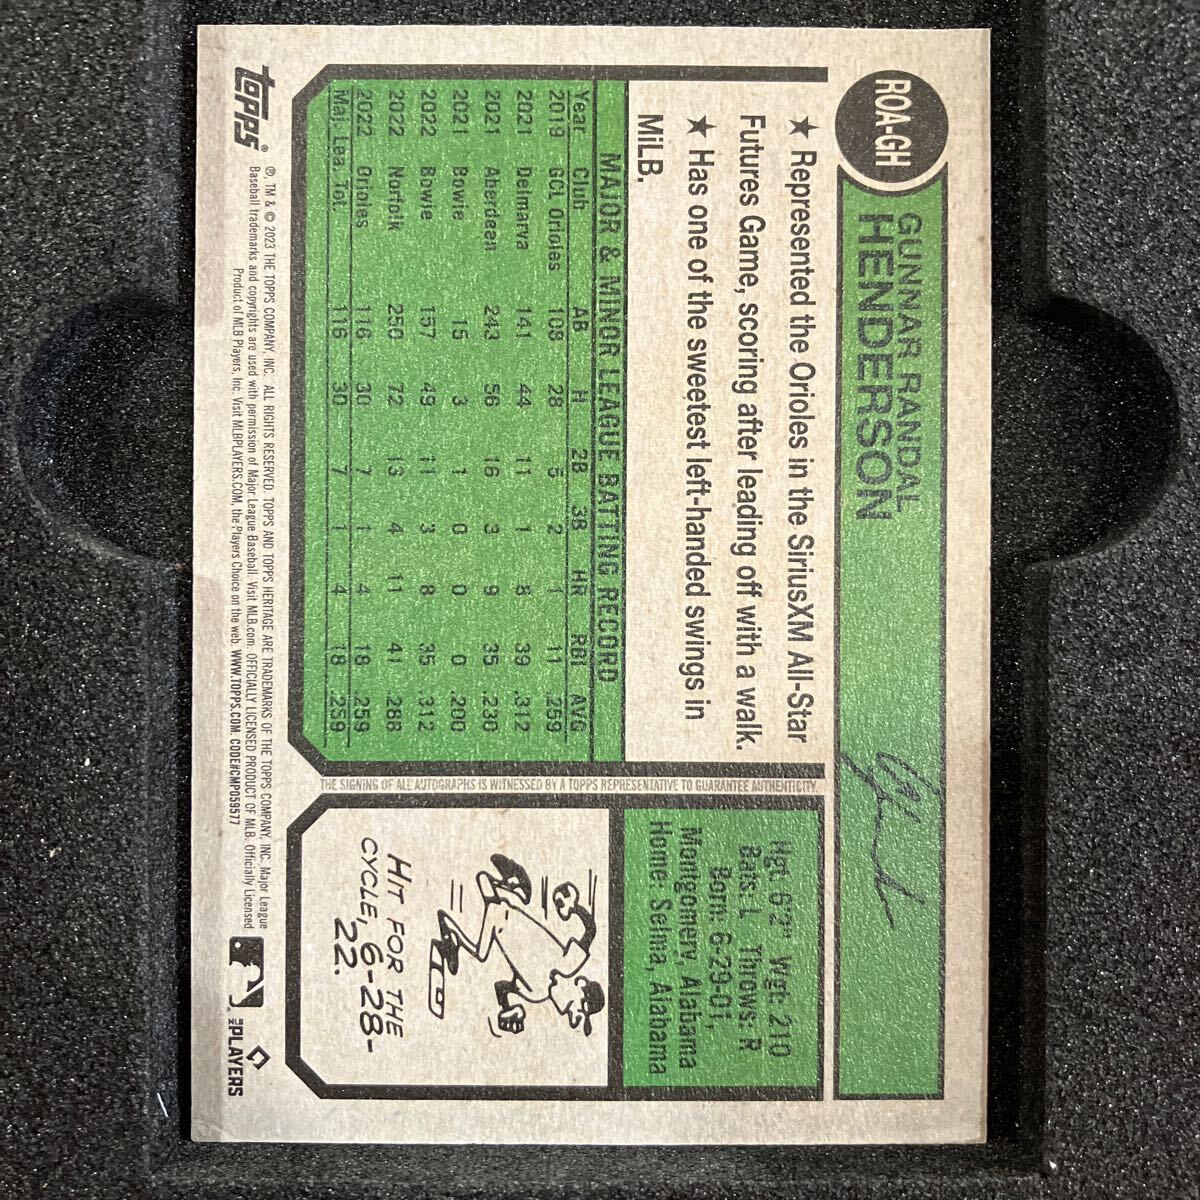 ROA-GH
GUNNAR RANDAL
HENDERSON
★ Represented the Orioles in the SiriusXM All-Star
Futures Game, scoring after leading off with a walk.
★ Has one of the sweetest left-handed swings in
MiLB.
MAJOR & MINOR LEAGUE BATTING RECORD
Year Club AB H 2B 3B HR RBI AVG
2019 GCL Orioles 108 28 5 2 1 11 .259
2021 Delmarva 141 44 11 1 8 39 .312
2021 Aberdeen 243 56 16 3 9 35 .230
2021 Bowie 15 3 1 0 0 0 .200
2022 Bowie 157 49 11 3 8 35 .312
2022 Norfolk 250 72 13 4 11 41 .288
2022 Orioles 116 30 7 1 4 18 .259
Maj. Lea. Tot. 116 30 7 1 4 18 .259
THE SIGNING OF ALL AUTOGRAPHS IS WITNESSED BY A TOPPS REPRESENTATIVE TO GUARANTEE AUTHENTICITY.
Hgt. 6'2" Wgt: 210
Bats: L Throws: R
Born: 6-29-01,
Montgomery, Alabama
Home: Selma, Alabama
HIT FOR THE
CYCLE, 6-28-
22.
topps®
®, TM & © 2023 THE TOPPS COMPANY, INC. ALL RIGHTS RESERVED. TOPPS AND TOPPS HERITAGE ARE TRADEMARKS OF THE TOPPS COMPANY, INC. Major League
Baseball trademarks and copyrights are used with permission of Major League Baseball. Visit MLB.com. OFFICIALLY LICENSED PRODUCT OF MLB. Officially Licensed
Product of MLB Players, Inc. Visit MLBPLAYERS.COM, the Players Choice on the web. WWW.TOPPS.COM. CODE#CMP059577
MLB PLAYERS